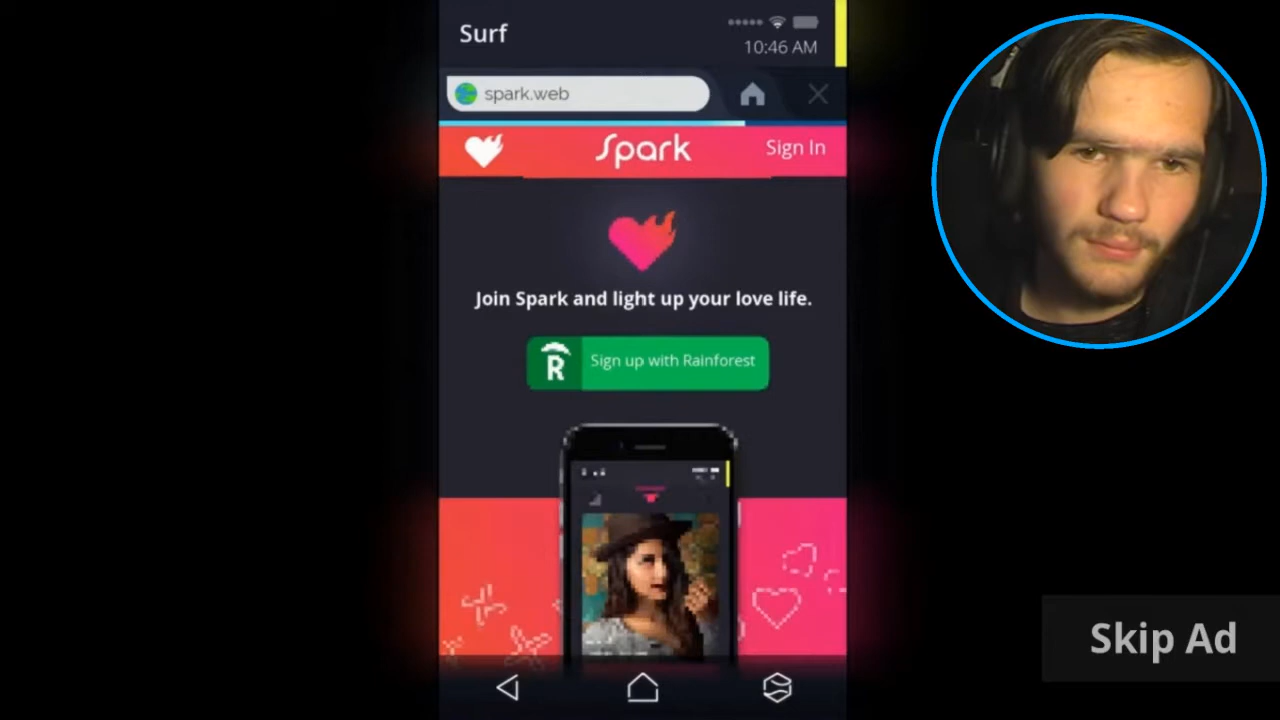 Surf
10:46 AM
spark.web
Spark
Sign In
Join Spark and light up your love life.
R
Sign up with Rainforest
Skip Ad